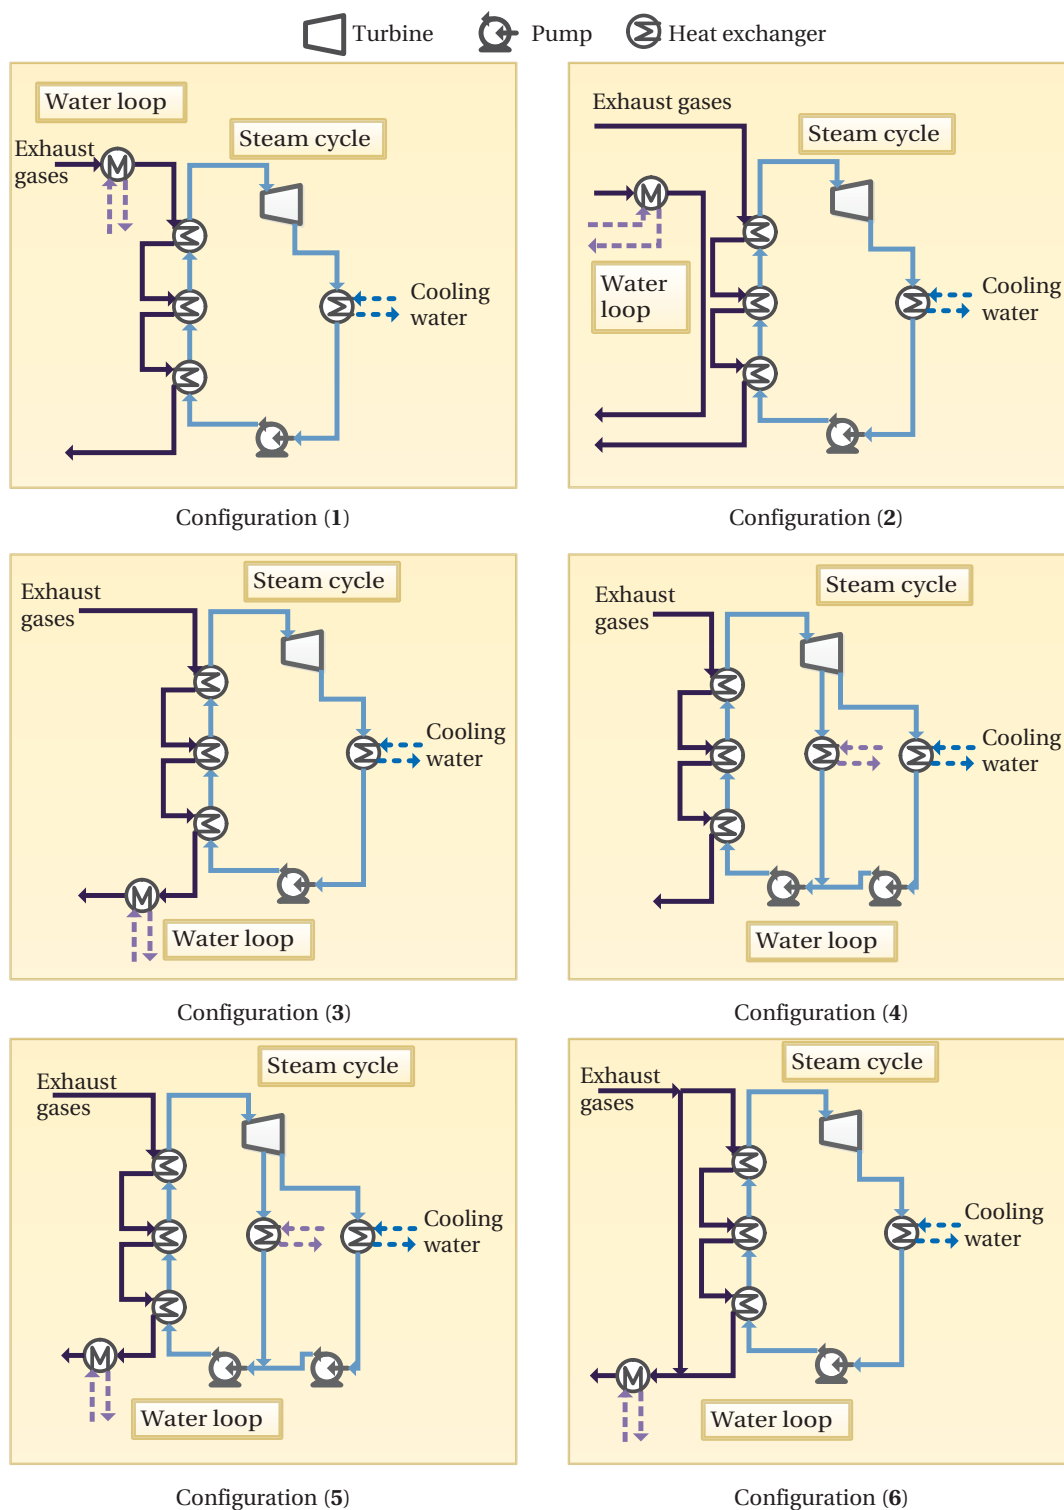 Turbine
Pump
Heat exchanger
Water loop
Steam cycle
Exhaust
gases
Cooling
water
Configuration (1)
Exhaust gases
Steam cycle
Water
loop
Cooling
water
Configuration (2)
Exhaust
gases
Steam cycle
Cooling
water
Water loop
Configuration (3)
Exhaust
gases
Steam cycle
Cooling
water
Water loop
Configuration (4)
Exhaust
gases
Steam cycle
Cooling
water
Water loop
Configuration (5)
Exhaust
gases
Steam cycle
Cooling
water
Water loop
Configuration (6)